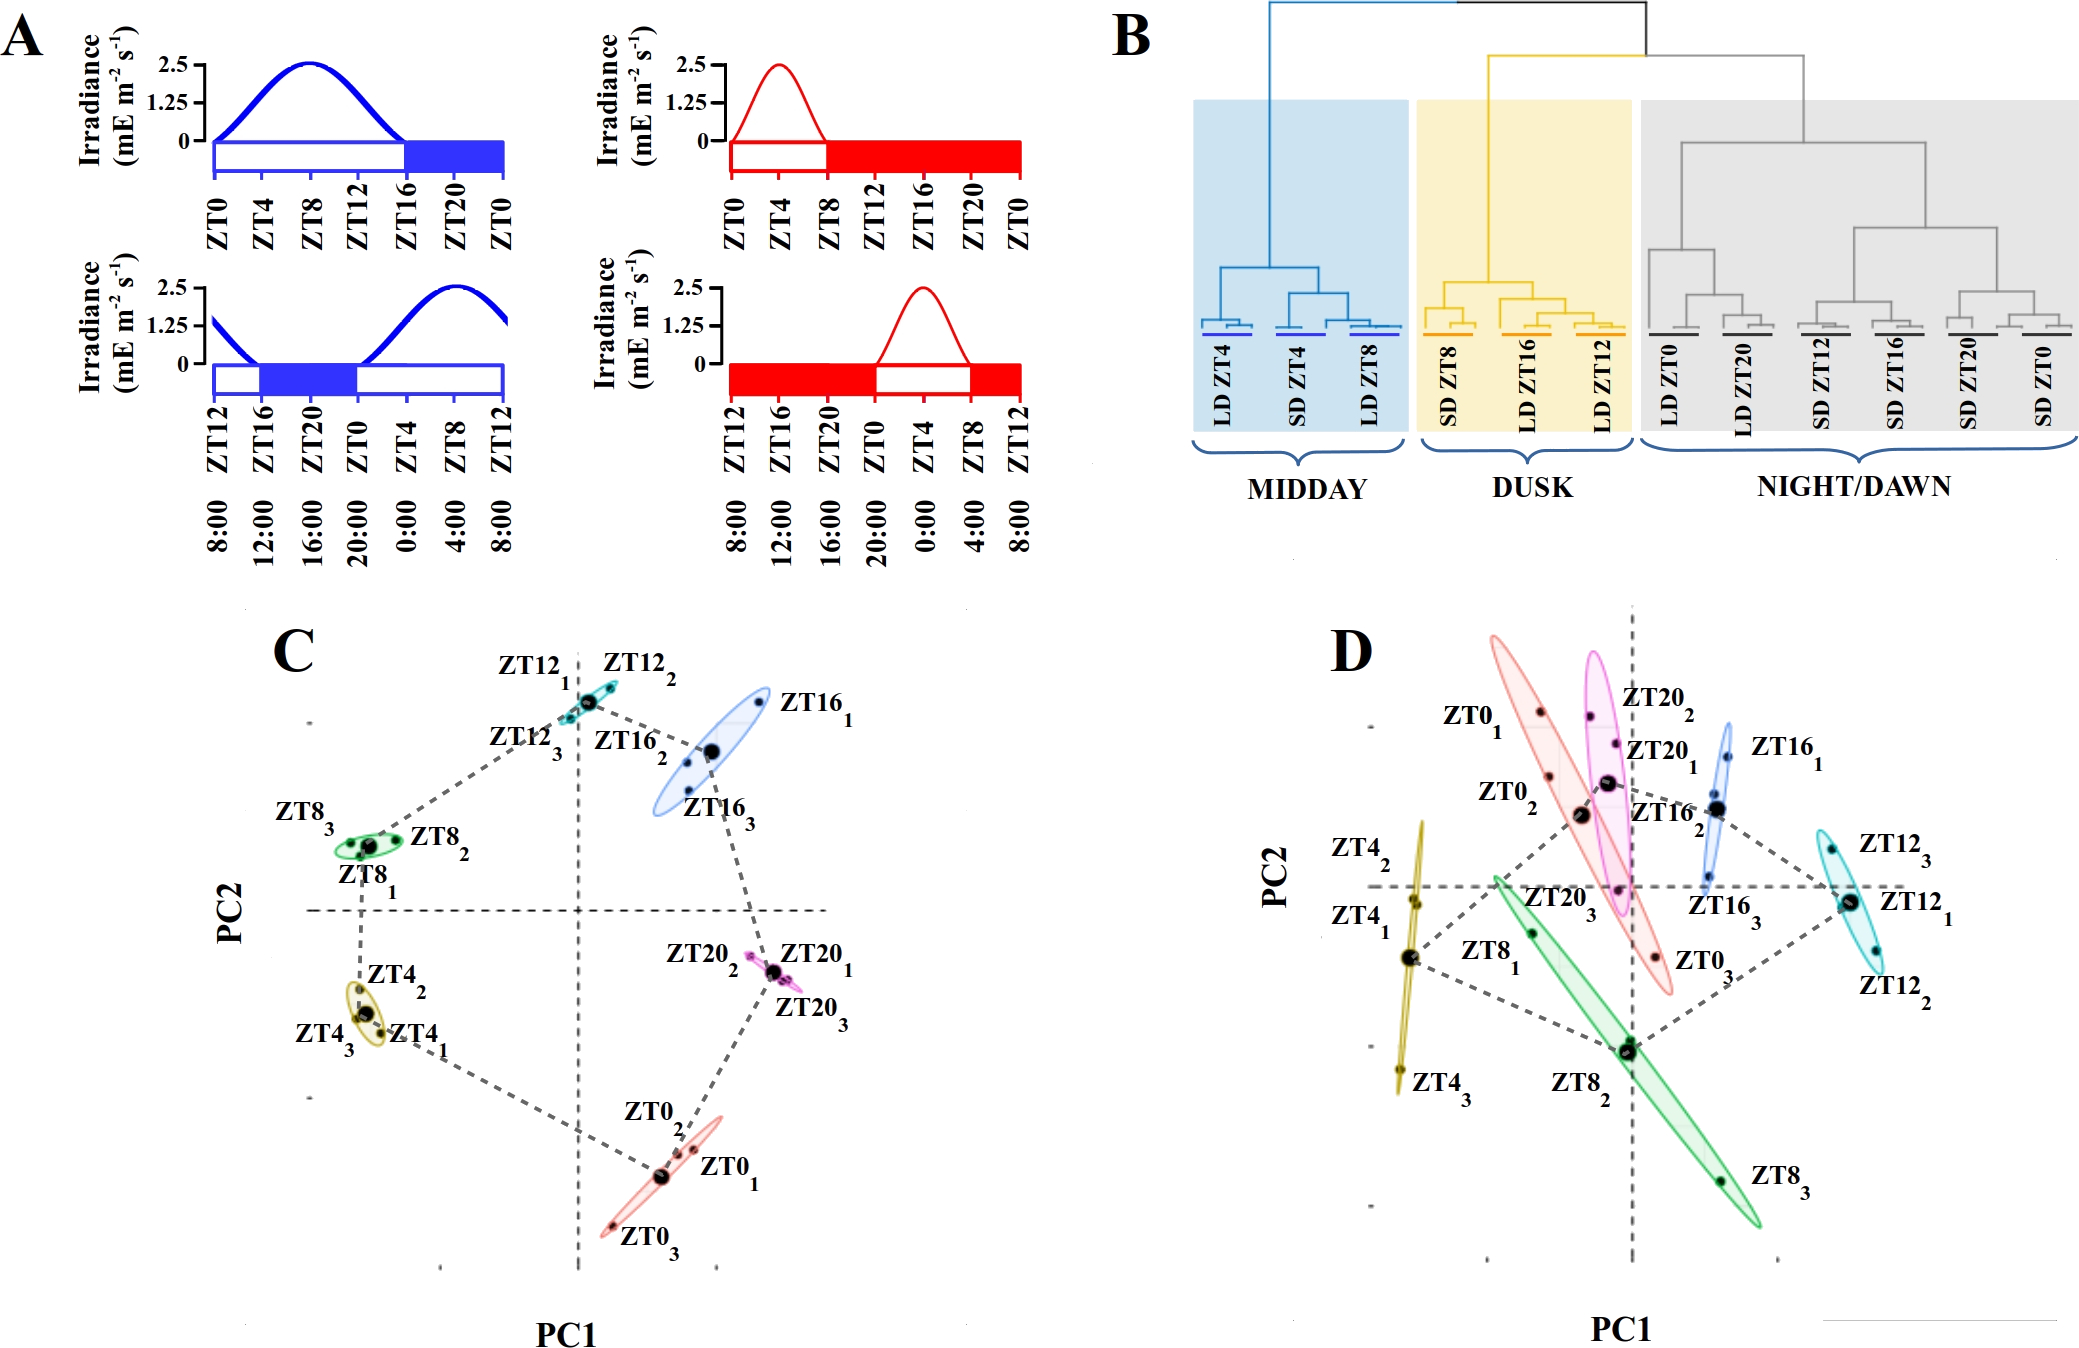 A
Irradiance
(mE m-2 s-1)
2.5
1.25
0
ZT0 ZT4 ZT8 ZT12 ZT16 ZT20 ZT0
Irradiance
(mE m-2 s-1)
2.5
1.25
0
ZT0 ZT4 ZT8 ZT12 ZT16 ZT20 ZT0
Irradiance
(mE m-2 s-1)
2.5
1.25
0
ZT12 ZT16 ZT20 ZT0 ZT4 ZT8 ZT12
8:00 12:00 16:00 20:00 0:00 4:00 8:00
Irradiance
(mE m-2 s-1)
2.5
1.25
0
ZT12 ZT16 ZT20 ZT0 ZT4 ZT8 ZT12
8:00 12:00 16:00 20:00 0:00 4:00 8:00
B
LD ZT4 SD ZT4 LD ZT8 SD ZT8 LD ZT16 LD ZT12 LD ZT0 LD ZT20 SD ZT12 SD ZT16 SD ZT20 SD ZT0
MIDDAY DUSK NIGHT/DAWN
C
ZT12 1
ZT12 2
ZT12 3
ZT16 1
ZT16 2
ZT16 3
ZT8 3
ZT8 2
ZT8 1
ZT20 2
ZT20 1
ZT20 3
ZT4 2
ZT4 3
ZT4 1
ZT0 2
ZT0 1
ZT0 3
PC2
PC1
D
ZT20 2
ZT0 1
ZT20 1
ZT16 1
ZT0 2
ZT16 2
ZT4 2
ZT12 3
ZT20 3
ZT16 3
ZT12 1
ZT4 1
ZT8 1
ZT0 3
ZT12 2
ZT4 3
ZT8 2
ZT8 3
PC2
PC1